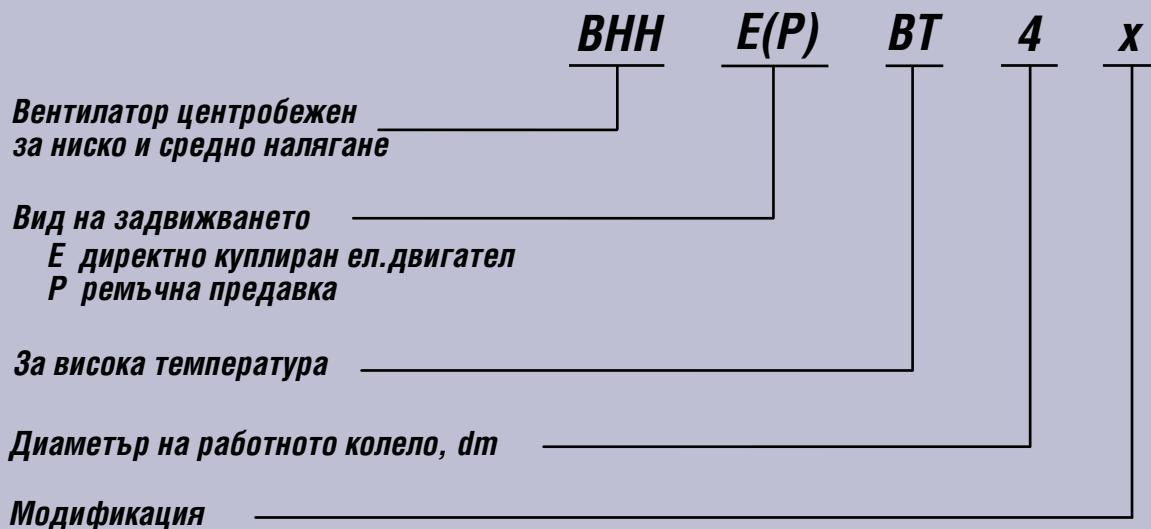 ВНН Е(Р) ВТ 4 х
Вентилатор центробежен
за ниско и средно налягане
Вид на задвижването
Е директно куплиран ел.двигател
Р ремъчна предавка
За висока температура
Диаметър на работното колело, dm
Модификация